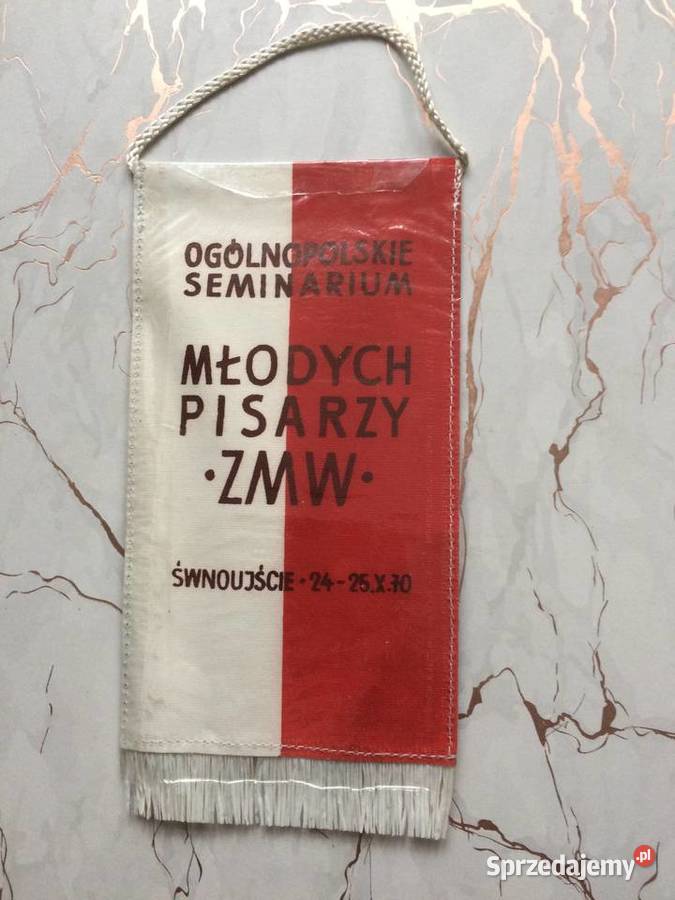 OGÓLNOPOLSKIE
SEMINARIUM
MŁODYCH
PISARZY
·ZMW·
ŚWNOUJŚCIE · 24-25.X.70
Sprzedajemy.pl